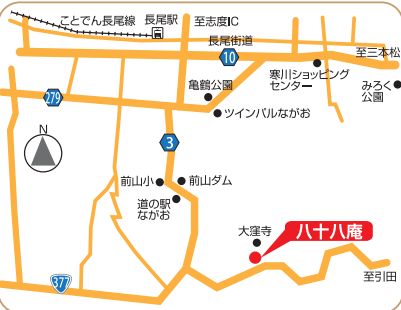 ことでん長尾線
長尾駅
至志度IC
長尾街道
至三本松
10
寒川ショッピング
センター
みろく
公園
亀鶴公園
279
ツインパルながお
3
N
前山小
前山ダム
道の駅
ながお
大窪寺
八十八庵
377
至引田